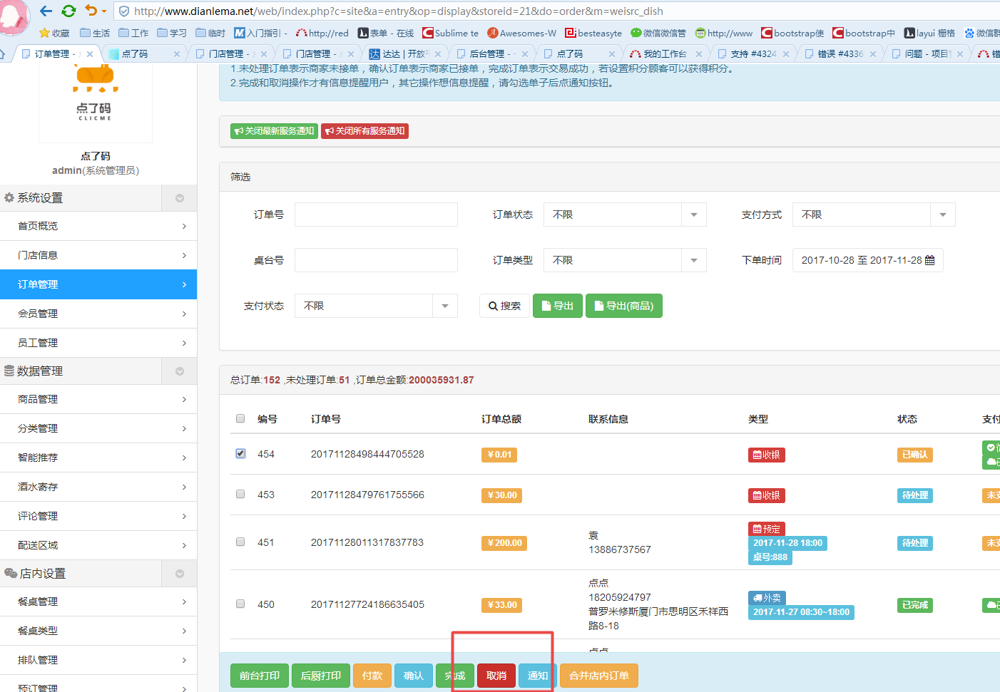 http://www.dianlema.net/web/index.php?c=site&a=entry&op=display&storeid=21&do=order&m=weisrc_dish
收藏 生活 工作 学习 临时 入门指引 - http://red 表单 - 在线 Sublime te Awesomes-W besteasyte 微信微信管 http://www bootstrap使 bootstrap中 layui 栅格 微信群
订单管理 - 点了码 门店管理 - 门店管理 - 达达 | 开放 后台管理 - 点了码 我的工作台 支持 #4324 错误 #4336 问题 - 项目 错
点了码
CLICME
点了码
admin(系统管理员)
系统设置
首页概览
门店信息
订单管理
会员管理
员工管理
数据管理
商品管理
分类管理
智能推荐
酒水寄存
评论管理
配送区域
店内设置
餐桌管理
餐桌类型
排队管理
预订管理
1.未处理订单表示商家未接单，确认订单表示商家已接单，完成订单表示交易成功，若设置积分顾客可以获得积分。
2.完成和取消操作才有信息提醒用户，其它操作想信息提醒，请勾选单子后点通知按钮。
关闭最新服务通知 关闭所有服务通知
筛选
订单号 订单状态 不限 支付方式 不限
桌台号 订单类型 不限 下单时间 2017-10-28 至 2017-11-28
支付状态 不限 搜索 导出 导出(商品)
总订单:152 ,未处理订单:51 ,订单总金额:200035931.87
编号 订单号 订单总额 联系信息 类型 状态 支付
454 20171128498444705528 ￥0.01 收银 已确认
453 20171128479761755566 ￥30.00 收银 待处理 未支
451 20171128011317837783 ￥200.00 袁
13886737567 预定
2017-11-28 18:00
桌号:888 待处理 未支
450 20171127724186635405 ￥33.00 点点
18205924797
普罗米修斯厦门市思明区禾祥西
路8-18 外卖
2017-11-27 08:30~18:00 已完成
点点
前台打印 后厨打印 付款 确认 完成 取消 通知 合并店内订单